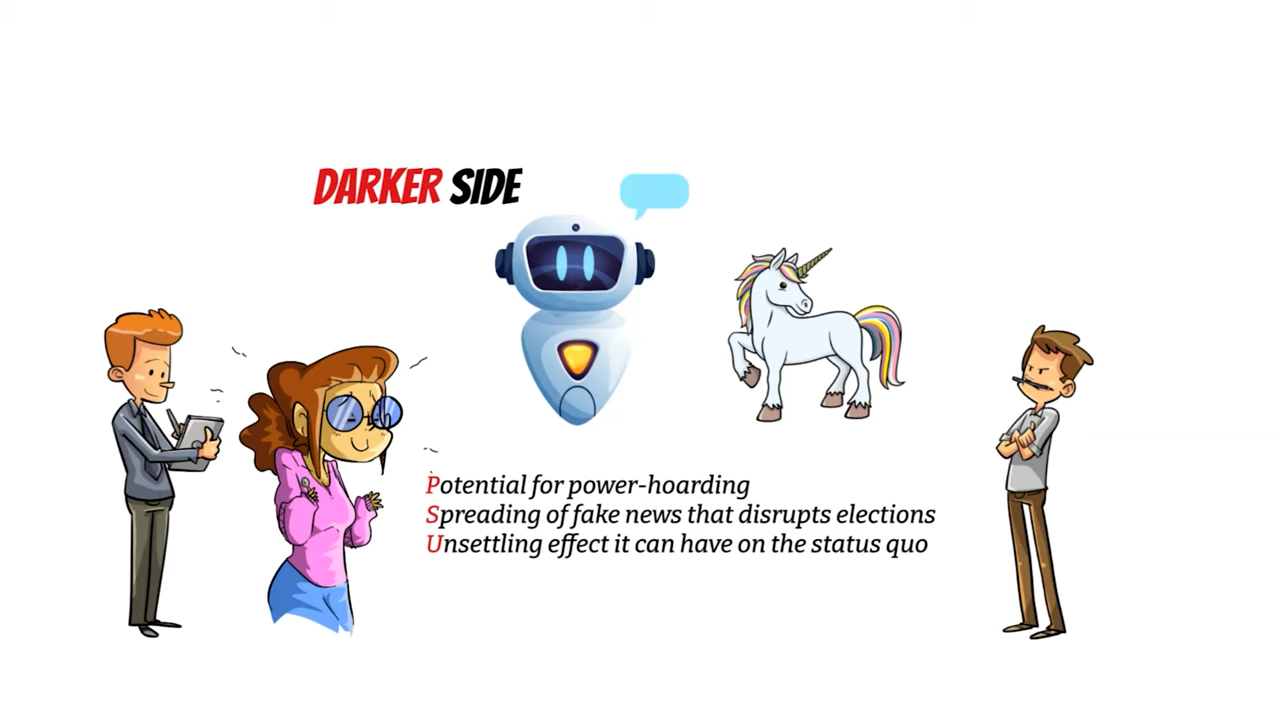 DARKER SIDE
Potential for power-hoarding
Spreading of fake news that disrupts elections
Unsettling effect it can have on the status quo